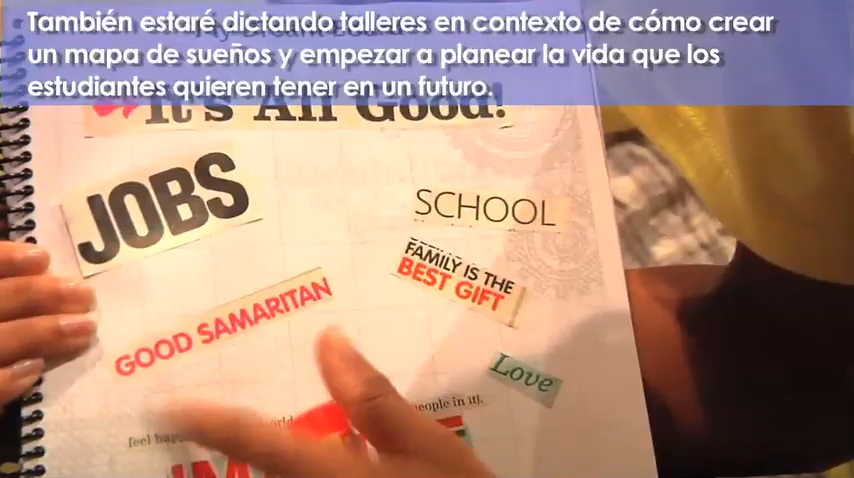 También estaré dictando talleres en contexto de cómo crear
un mapa de sueños y empezar a planear la vida que los
estudiantes quieren tener en un futuro.
It's All Good!
JOBS
SCHOOL
FAMILY IS THE
BEST GIFT
GOOD SAMARITAN
Love
people in it).
feel